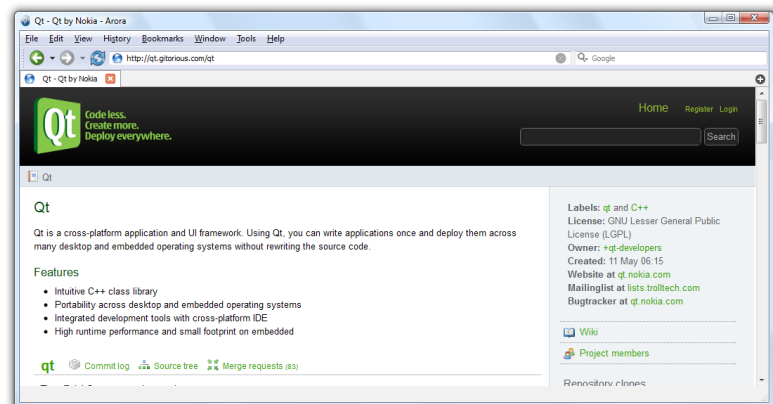 Qt - Qt by Nokia - Arora
File Edit View History Bookmarks Window Tools Help
http://qt.gitorious.com/qt
Google
Qt - Qt by Nokia
Qt
Code less.
Create more.
Deploy everywhere.
Home Register Login
Search
Qt
Qt
Qt is a cross-platform application and UI framework. Using Qt, you can write applications once and deploy them across
many desktop and embedded operating systems without rewriting the source code.
Features
Intuitive C++ class library
Portability across desktop and embedded operating systems
Integrated development tools with cross-platform IDE
High runtime performance and small footprint on embedded
qt Commit log Source tree Merge requests (83)
Labels: qt and C++
License: GNU Lesser General Public
License (LGPL)
Owner: +qt-developers
Created: 11 May 06:15
Website at qt.nokia.com
Mailinglist at lists.trolltech.com
Bugtracker at qt.nokia.com
Wiki
Project members
Repository clones